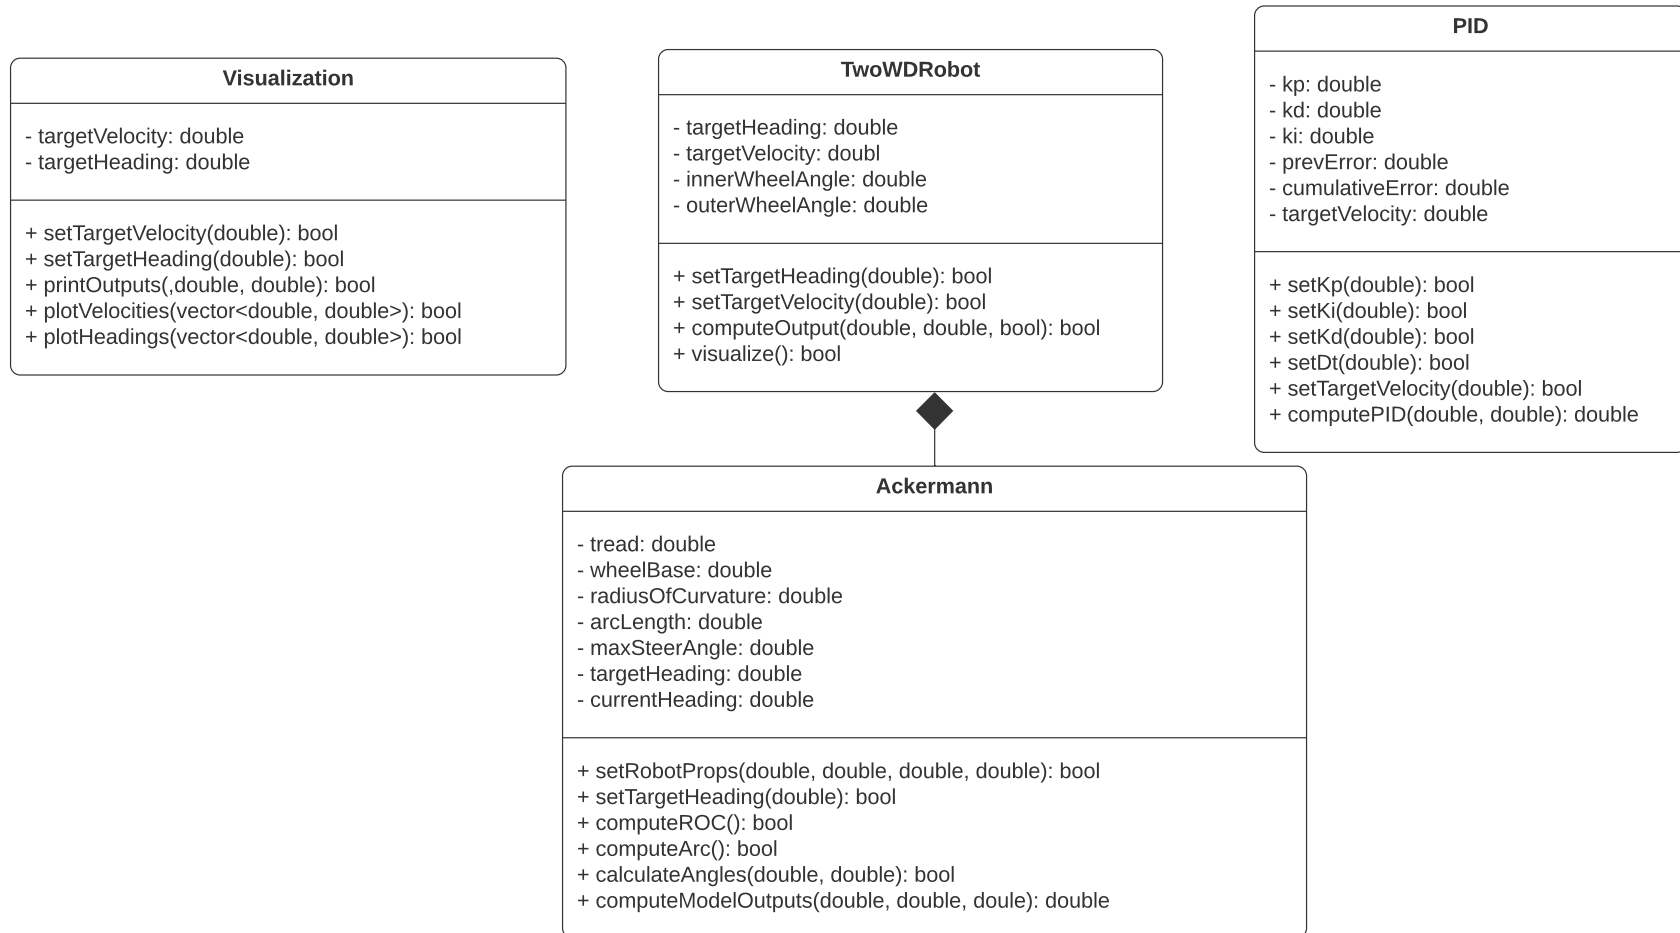 Visualization
- targetVelocity: double
- targetHeading: double
+ setTargetVelocity(double): bool
+ setTargetHeading(double): bool
+ printOutputs(,double, double): bool
+ plotVelocities(vector<double, double>): bool
+ plotHeadings(vector<double, double>): bool
TwoWDRobot
- targetHeading: double
- targetVelocity: doubl
- innerWheelAngle: double
- outerWheelAngle: double
+ setTargetHeading(double): bool
+ setTargetVelocity(double): bool
+ computeOutput(double, double, bool): bool
+ visualize(): bool
PID
- kp: double
- kd: double
- ki: double
- prevError: double
- cumulativeError: double
- targetVelocity: double
+ setKp(double): bool
+ setKi(double): bool
+ setKd(double): bool
+ setDt(double): bool
+ setTargetVelocity(double): bool
+ computePID(double, double): double
Ackermann
- tread: double
- wheelBase: double
- radiusOfCurvature: double
- arcLength: double
- maxSteerAngle: double
- targetHeading: double
- currentHeading: double
+ setRobotProps(double, double, double, double): bool
+ setTargetHeading(double): bool
+ computeROC(): bool
+ computeArc(): bool
+ calculateAngles(double, double): bool
+ computeModelOutputs(double, double, doule): double